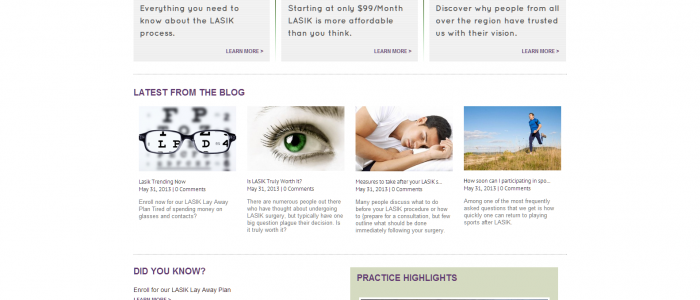 Everything you need to
know about the LASIK
process.
LEARN MORE >
Starting at only $99/Month
LASIK is more affordable
than you think.
LEARN MORE >
Discover why people from all
over the region have trusted
us with their vision.
LEARN MORE >
LATEST FROM THE BLOG
F P
L P D 4
Lasik Trending Now
May 31, 2013 | 0 Comments
Enroll now for our LASIK Lay Away
Plan Tired of spending money on
glasses and contacts?
Is LASIK Truly Worth It?
May 31, 2013 | 0 Comments
There are numerous people out there
who have thought about undergoing
LASIK surgery, but typically have one
big question plague their decision. Is
it truly worth it?
Measures to take after your LASIK s...
May 31, 2013 | 0 Comments
Many people discuss what to do
before your LASIK procedure or how
to (prepare for a consultation, but few
outline what should be done
immediately following your surgery.
How soon can I participating in spo...
May 31, 2013 | 0 Comments
Among one of the most frequently
asked questions that we get is how
quickly one can return to playing
sports after LASIK.
DID YOU KNOW?
Enroll for our LASIK Lay Away Plan
LEARN MORE >
PRACTICE HIGHLIGHTS